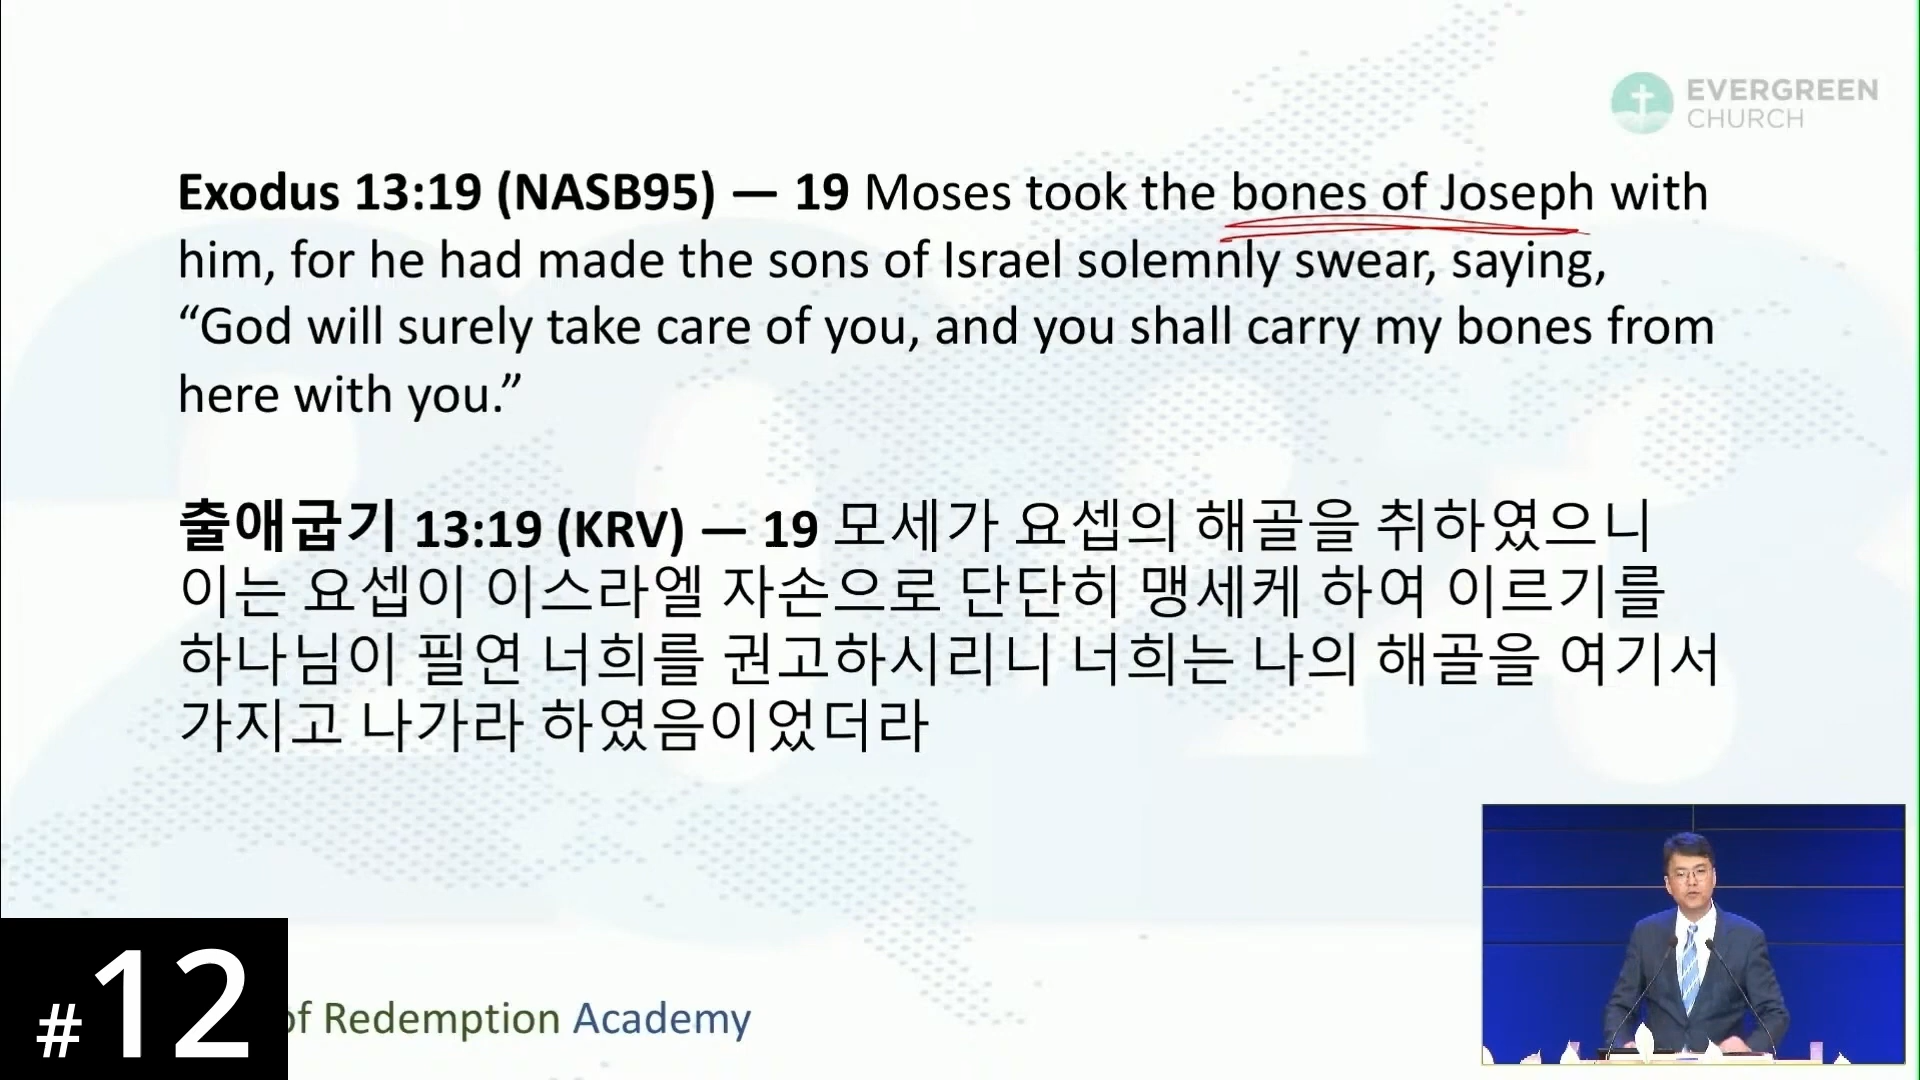 EVERGREEN
CHURCH
Exodus 13:19 (NASB95) — 19 Moses took the bones of Joseph with
him, for he had made the sons of Israel solemnly swear, saying,
“God will surely take care of you, and you shall carry my bones from
here with you.”
출애굽기 13:19 (KRV) — 19 모세가 요셉의 해골을 취하였으니
이는 요셉이 이스라엘 자손으로 단단히 맹세케 하여 이르기를
하나님이 필연 너희를 권고하시리니 너희는 나의 해골을 여기서
가지고 나가라 하였음이었더라
#12
of Redemption Academy